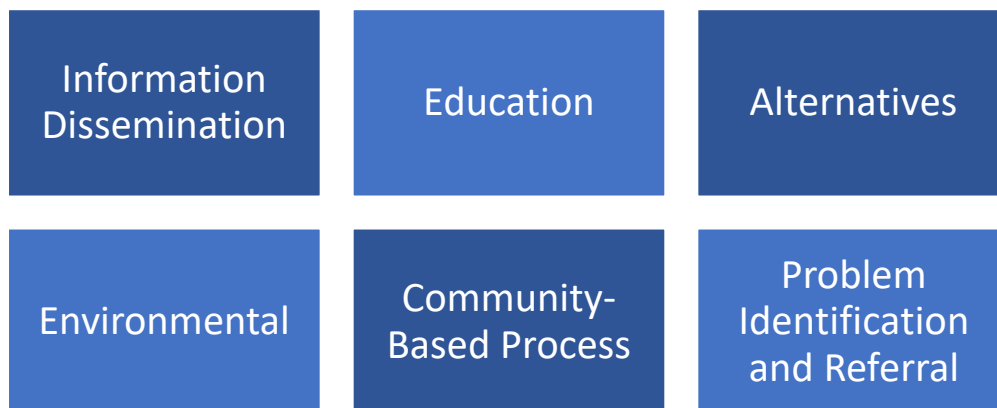 Information
Dissemination
Education
Alternatives
Environmental
Community-
Based Process
Problem
Identification
and Referral